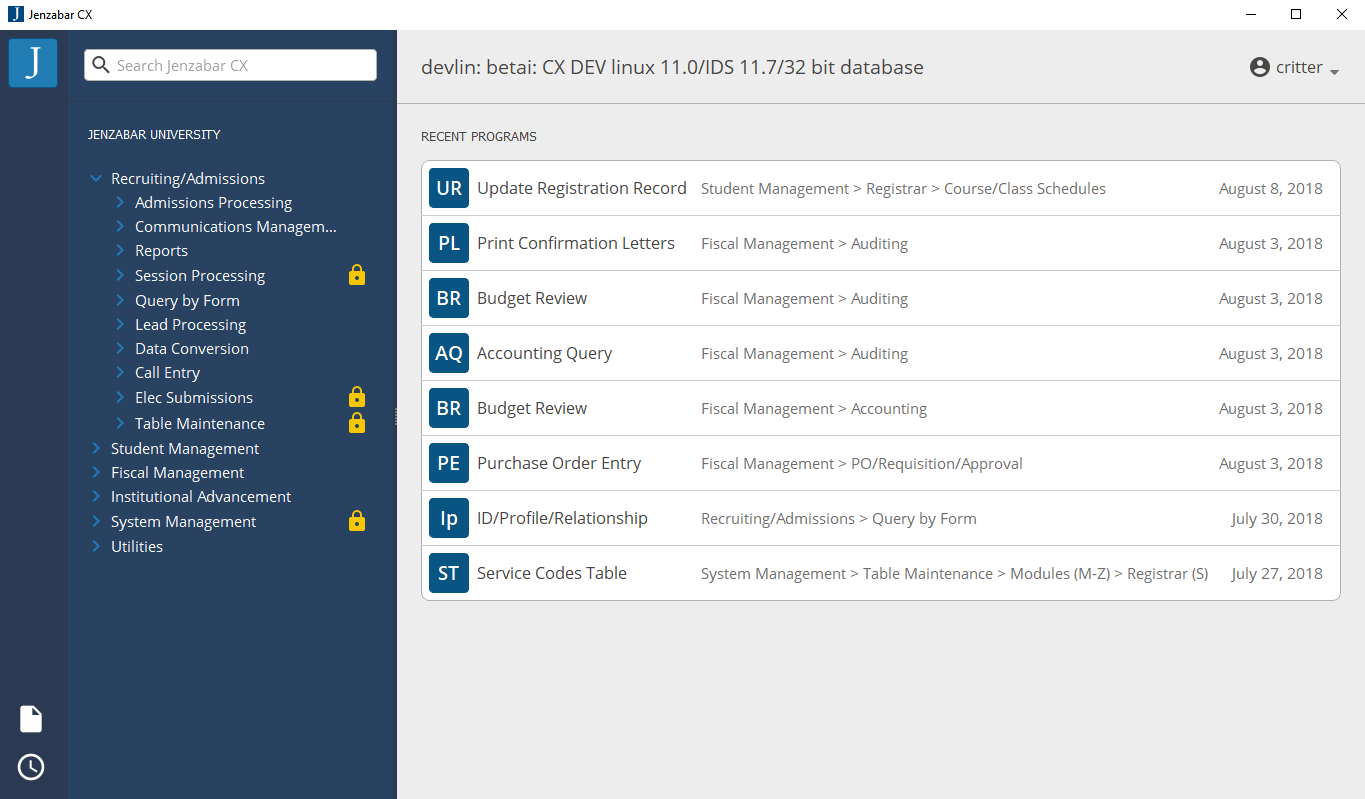 J Jenzabar CX
J
Search Jenzabar CX
devlin: betai: CX DEV linux 11.0/IDS 11.7/32 bit database
critter
JENZABAR UNIVERSITY
Recruiting/Admissions
Admissions Processing
Communications Managem...
Reports
Session Processing
Query by Form
Lead Processing
Data Conversion
Call Entry
Elec Submissions
Table Maintenance
Student Management
Fiscal Management
Institutional Advancement
System Management
Utilities
RECENT PROGRAMS
UR Update Registration Record Student Management > Registrar > Course/Class Schedules August 8, 2018
PL Print Confirmation Letters Fiscal Management > Auditing August 3, 2018
BR Budget Review Fiscal Management > Auditing August 3, 2018
AQ Accounting Query Fiscal Management > Auditing August 3, 2018
BR Budget Review Fiscal Management > Accounting August 3, 2018
PE Purchase Order Entry Fiscal Management > PO/Requisition/Approval August 3, 2018
Ip ID/Profile/Relationship Recruiting/Admissions > Query by Form July 30, 2018
ST Service Codes Table System Management > Table Maintenance > Modules (M-Z) > Registrar (S) July 27, 2018